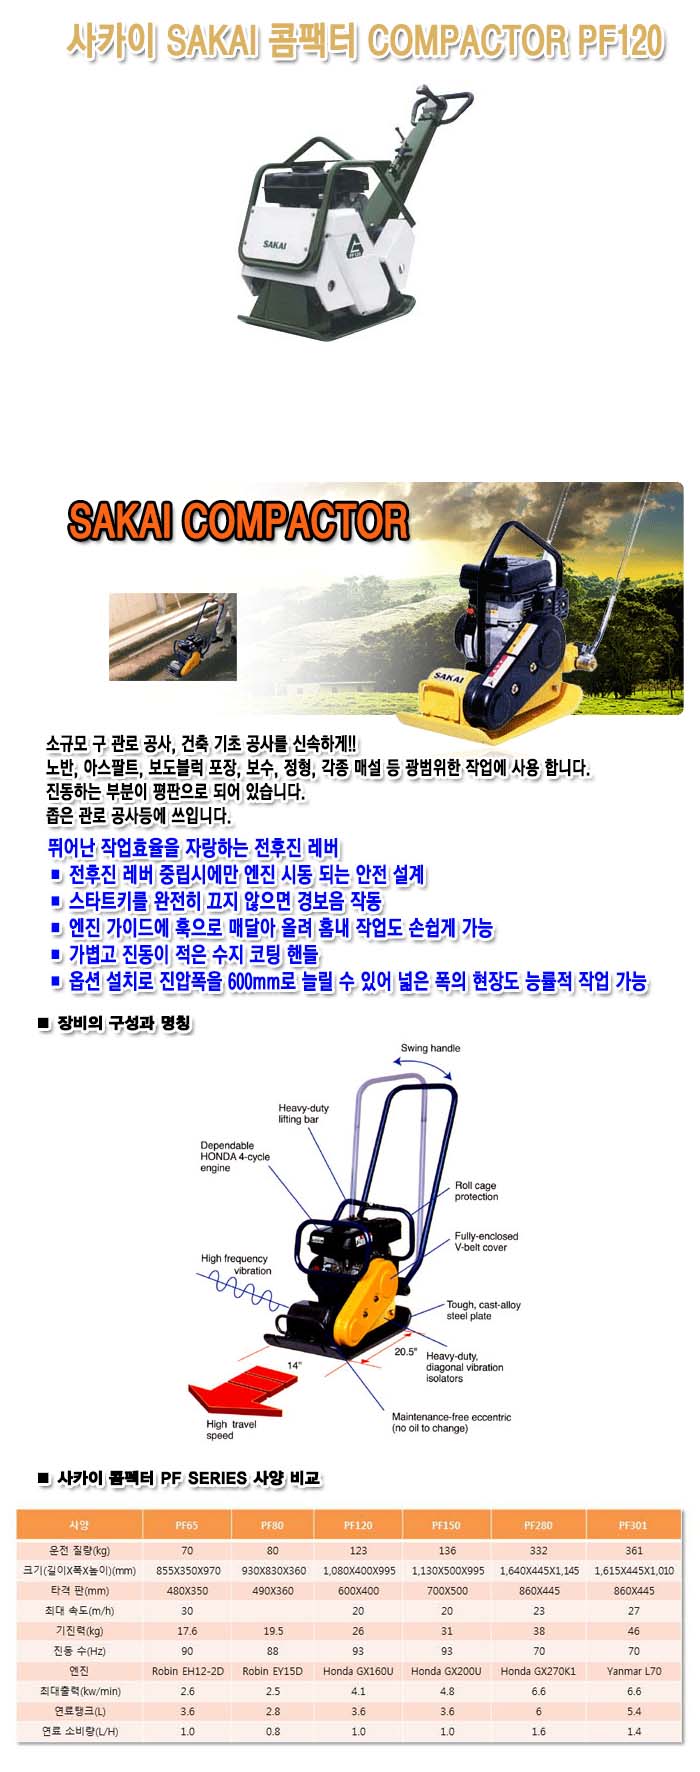 사카이 SAKAI 콤팩터 COMPACTOR PF120
SAKAI
PF120
SAKAI COMPACTOR
SAKAI
소규모 구 관로 공사, 건축 기초 공사를 신속하게!!
노반, 아스팔트, 보도블럭 포장, 보수, 정형, 각종 매설 등 광범위한 작업에 사용 합니다.
진동하는 부분이 평판으로 되어 있습니다.
좁은 관로 공사등에 쓰입니다.
뛰어난 작업효율을 자랑하는 전후진 레버
■ 전후진 레버 중립시에만 엔진 시동 되는 안전 설계
■ 스타트키를 완전히 끄지 않으면 경보음 작동
■ 엔진 가이드에 훅으로 매달아 올려 홈내 작업도 손쉽게 가능
■ 가볍고 진동이 적은 수지 코팅 핸들
■ 옵션 설치로 진압폭을 600mm로 늘릴 수 있어 넓은 폭의 현장도 능률적 작업 가능
■ 장비의 구성과 명칭
Swing handle
Heavy-duty
lifting bar
Dependable
HONDA 4-cycle
engine
Roll cage
protection
Fully-enclosed
V-belt cover
High frequency
vibration
Tough, cast-alloy
steel plate
20.5"
Heavy-duty,
diagonal vibration
isolators
14"
High travel
speed
Maintenance-free eccentric
(no oil to change)
■ 사카이 콤펙터 PF SERIES 사양 비교
사양 PF65 PF80 PF120 PF150 PF280 PF301
운전 질량(kg) 70 80 123 136 332 361
크기(길이X폭X높이)(mm) 855X350X970 930X830X360 1,080X400X995 1,130X500X995 1,640X445X1,145 1,615X445X1,010
타격 판(mm) 480X350 490X360 600X400 700X500 860X445 860X445
최대 속도(m/h) 30 20 20 23 27
기진력(kg) 17.6 19.5 26 31 38 46
진동 수(Hz) 90 88 93 93 70 70
엔진 Robin EH12-2D Robin EY15D Honda GX160U Honda GX200U Honda GX270K1 Yanmar L70
최대출력(kw/min) 2.6 2.5 4.1 4.8 6.6 6.6
연료탱크(L) 3.6 2.8 3.6 3.6 6 5.4
연료 소비량(L/H) 1.0 0.8 1.0 1.0 1.6 1.4